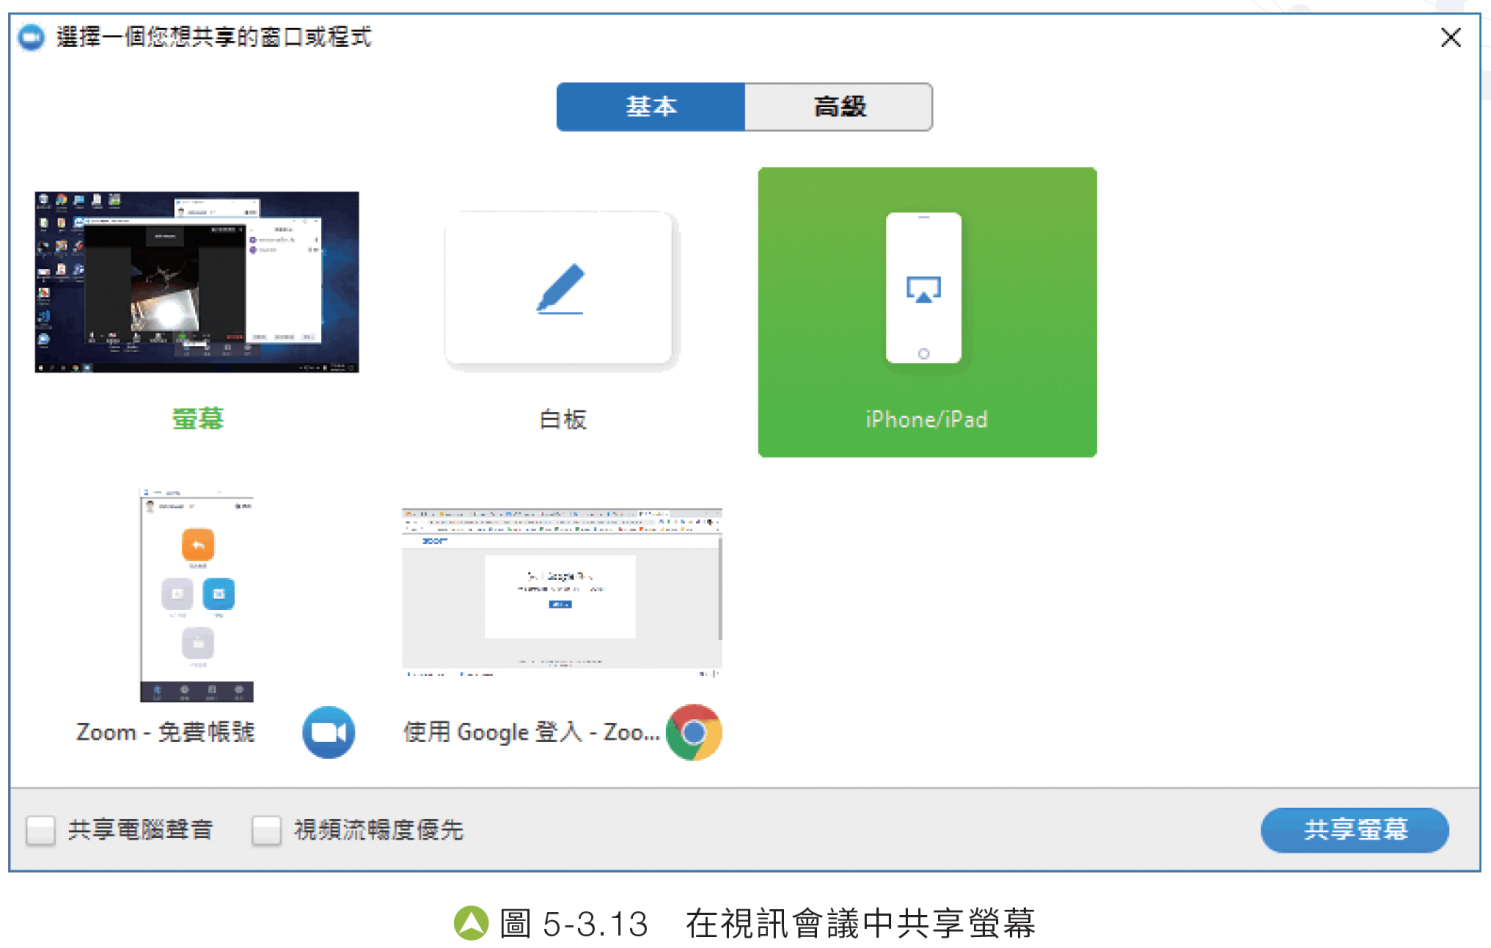 選擇一個您想共享的窗口或程式
基本
高級
螢幕
白板
iPhone/iPad
zoom
Google
Zoom - 免費帳號
使用 Google 登入 - Zoo...
共享電腦聲音
視頻流暢度優先
共享螢幕
圖 5-3.13 在視訊會議中共享螢幕